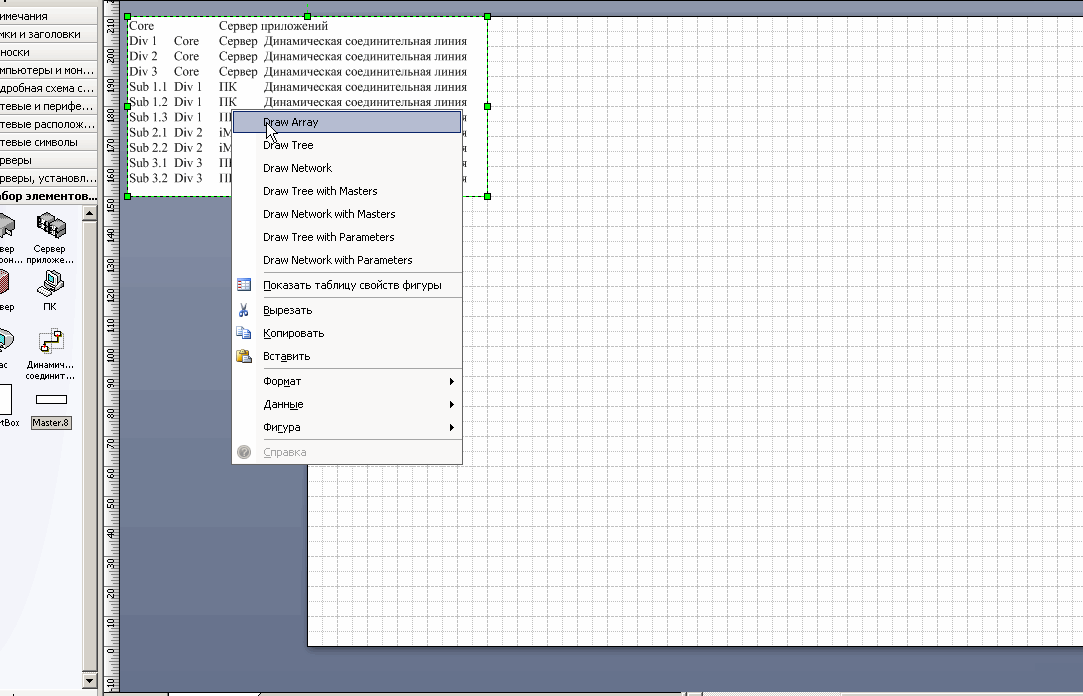 имечания
мки и заголовки
носки
мпьютеры и мон...
дробная схема с...
тевые и перифе...
тевые располож...
тевые символы
рверы
рверы, установл...
бор элементов...
вер
рон...
Сервер
приложе...
вер
ПК
ас
Динамич...
соединит...
rtBox
Master.8
Core Сервер приложений
Div 1 Core Сервер Динамическая соединительная линия
Div 2 Core Сервер Динамическая соединительная линия
Div 3 Core Сервер Динамическая соединительная линия
Sub 1.1 Div 1 ПК Динамическая соединительная линия
Sub 1.2 Div 1 ПК Динамическая соединительная линия
Sub 1.3 Div 1 я
Sub 2.1 Div 2 iM я
Sub 2.2 Div 2 iM я
Sub 3.1 Div 3 я
Sub 3.2 Div 3 я
Draw Array
Draw Tree
Draw Network
Draw Tree with Masters
Draw Network with Masters
Draw Tree with Parameters
Draw Network with Parameters
Показать таблицу свойств фигуры
Вырезать
Копировать
Вставить
Формат
Данные
Фигура
Справка
210
200
190
180
170
160
150
140
130
120
110
100
90
80
70
60
50
40
30
20
10
0
-10